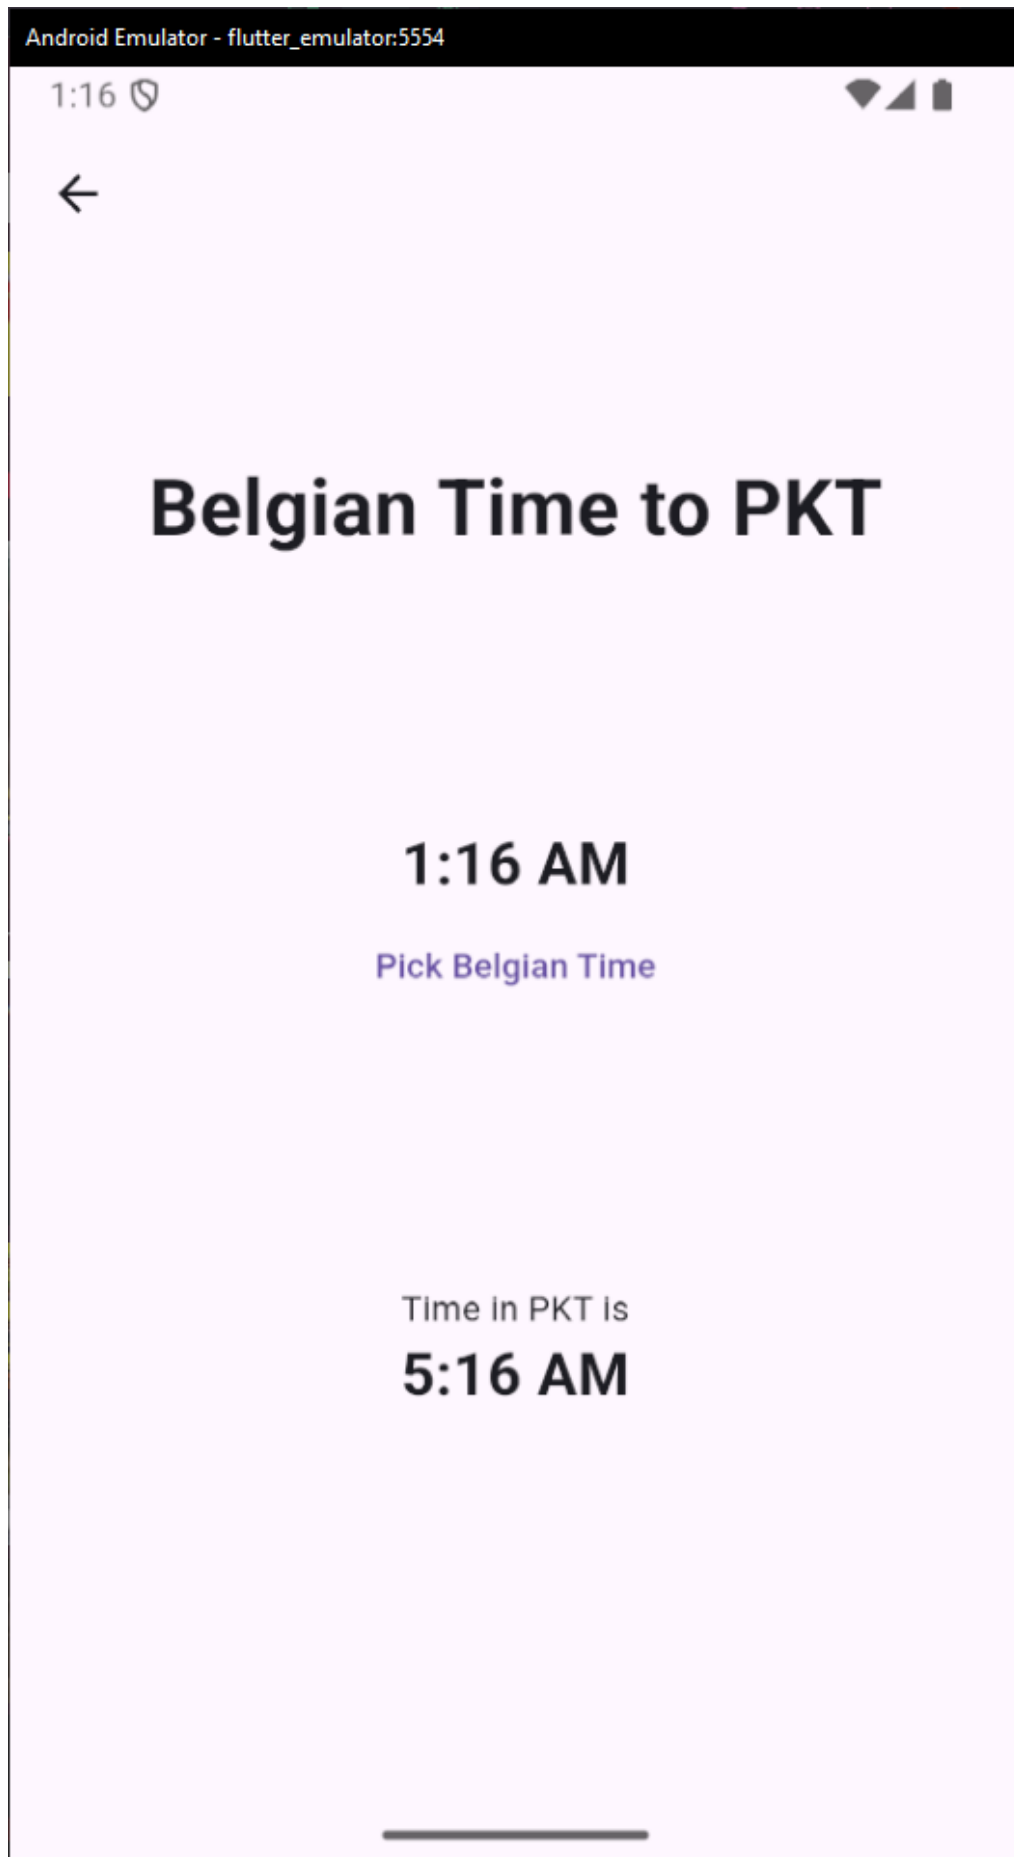 Android Emulator - flutter_emulator:5554
1:16
Belgian Time to PKT
1:16 AM
Pick Belgian Time
Time in PKT is
5:16 AM